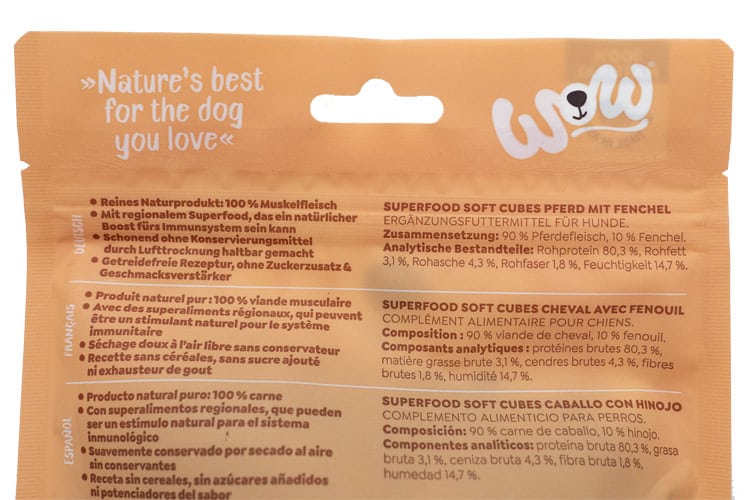 »Nature's best
for the dog
you love«
WOW
DEUTSCH
• Reines Naturprodukt: 100 % Muskelfleisch
• Mit regionalem Superfood, das ein natürlicher
Boost fürs Immunsystem sein kann
• Schonend ohne Konservierungsmittel
durch Lufttrocknung haltbar gemacht
• Getreidefreie Rezeptur, ohne Zuckerzusatz &
Geschmacksverstärker
SUPERFOOD SOFT CUBES PFERD MIT FENCHEL
ERGÄNZUNGSFUTTERMITTEL FÜR HUNDE.
Zusammensetzung: 90 % Pferdefleisch, 10 % Fenchel.
Analytische Bestandteile: Rohprotein 80,3 %, Rohfett
3,1 %, Rohasche 4,3 %, Rohfaser 1,8 %, Feuchtigkeit 14,7 %.
FRANÇAIS
• Produit naturel pur : 100 % viande musculaire
• Avec des superaliments régionaux, qui peuvent
être un stimulant naturel pour le système
immunitaire
• Séchage doux à l'air libre sans conservateur
• Recette sans céréales, sans sucre ajouté
ni exhausteur de gout
SUPERFOOD SOFT CUBES CHEVAL AVEC FENOUIL
COMPLÉMENT ALIMENTAIRE POUR CHIENS.
Composition : 90 % viande de cheval, 10 % fenouil.
Composants analytiques : protéines brutes 80,3 %,
matière grasse brute 3,1 %, cendres brutes 4,3 %, fibres
brutes 1,8 %, humidité 14,7 %.
ESPAÑOL
• Producto natural puro: 100 % carne
• Con superalimentos regionales, que pueden
ser un estímulo natural para el sistema
inmunológico
• Suavemente conservado por secado al aire
sin conservantes
• Receta sin cereales, sin azúcares añadidos
ni potenciadores del sabor
SUPERFOOD SOFT CUBES CABALLO CON HINOJO
COMPLEMENTO ALIMENTICIO PARA PERROS.
Composición: 90 % carne de caballo, 10 % hinojo.
Componentes analíticos: proteína bruta 80,3 %, grasa
bruta 3,1 %, ceniza bruta 4,3 %, fibra bruta 1,8 %,
humedad 14,7 %.